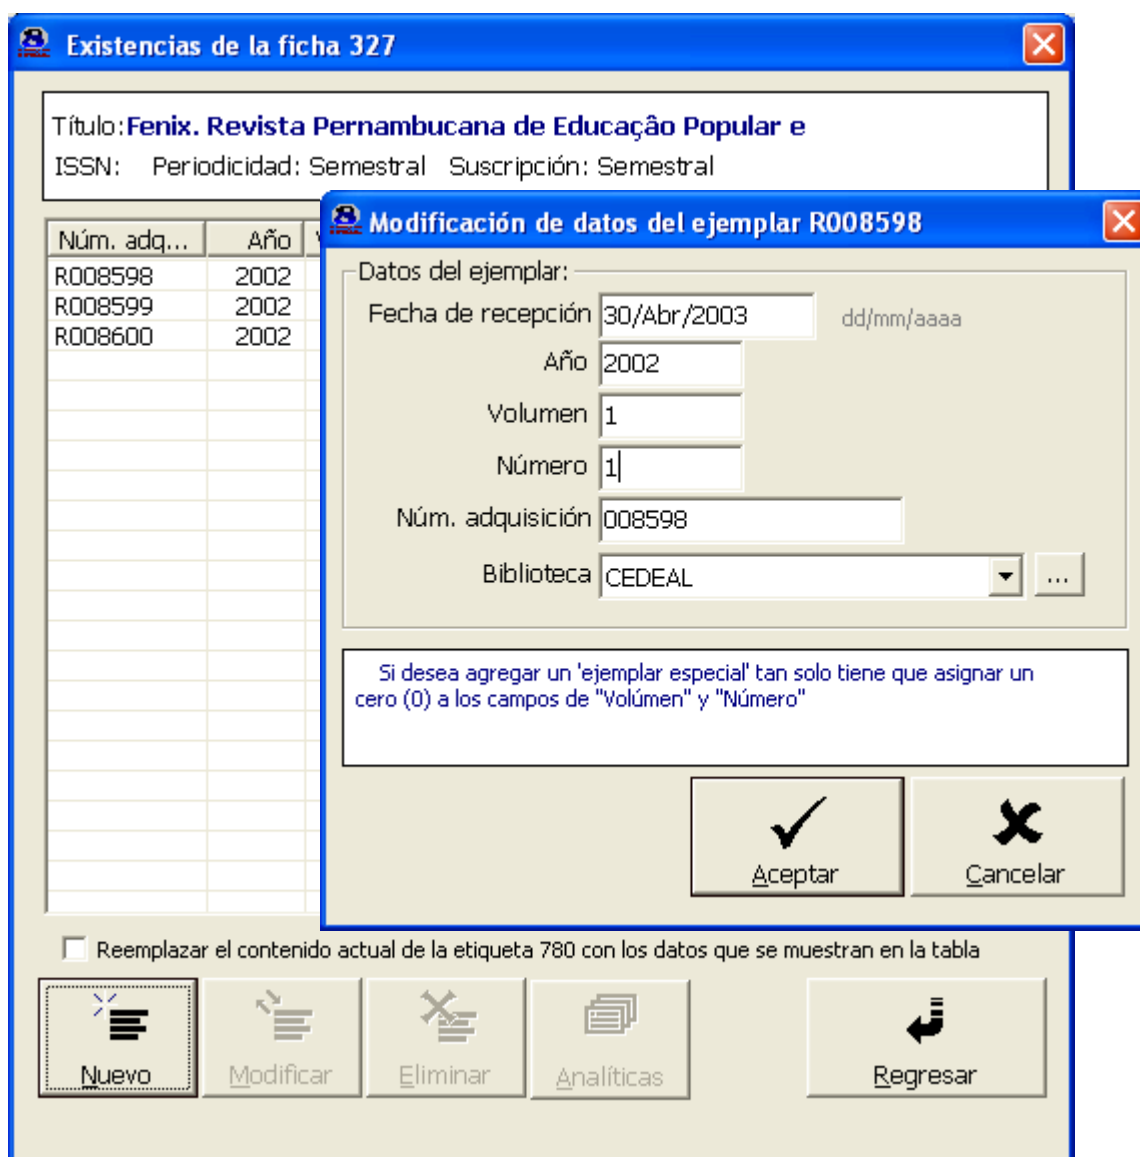 Existencias de la ficha 327
Título: Fenix. Revista Pernambucana de Educaçâo Popular e
ISSN: Periodicidad: Semestral Suscripción: Semestral
Núm. adq... Año
R008598 2002
R008599 2002
R008600 2002
Modificación de datos del ejemplar R008598
Datos del ejemplar:
Fecha de recepción 30/Abr/2003 dd/mm/aaaa
Año 2002
Volumen 1
Número 1
Núm. adquisición 008598
Biblioteca CEDEAL ...
Si desea agregar un 'ejemplar especial' tan solo tiene que asignar un
cero (0) a los campos de "Volúmen" y "Número"
Aceptar Cancelar
Reemplazar el contenido actual de la etiqueta 780 con los datos que se muestran en la tabla
Nuevo Modificar Eliminar Analíticas Regresar